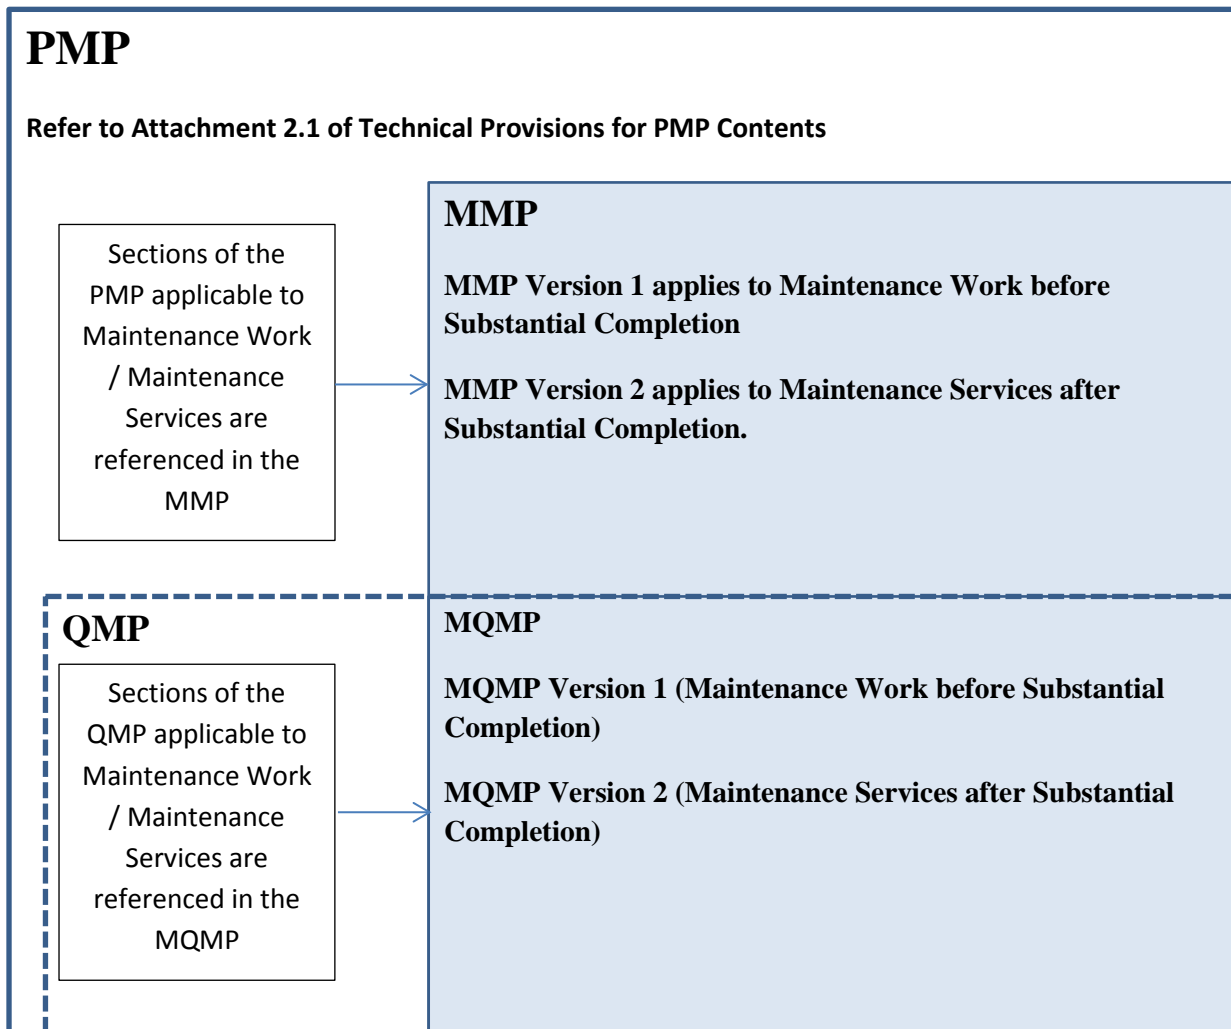 PMP
Refer to Attachment 2.1 of Technical Provisions for PMP Contents
Sections of the
PMP applicable to
Maintenance Work
/ Maintenance
Services are
referenced in the
MMP
MMP
MMP Version 1 applies to Maintenance Work before
Substantial Completion
MMP Version 2 applies to Maintenance Services after
Substantial Completion.
QMP
Sections of the
QMP applicable to
Maintenance Work
/ Maintenance
Services are
referenced in the
MQMP
MQMP
MQMP Version 1 (Maintenance Work before Substantial
Completion)
MQMP Version 2 (Maintenance Services after Substantial
Completion)